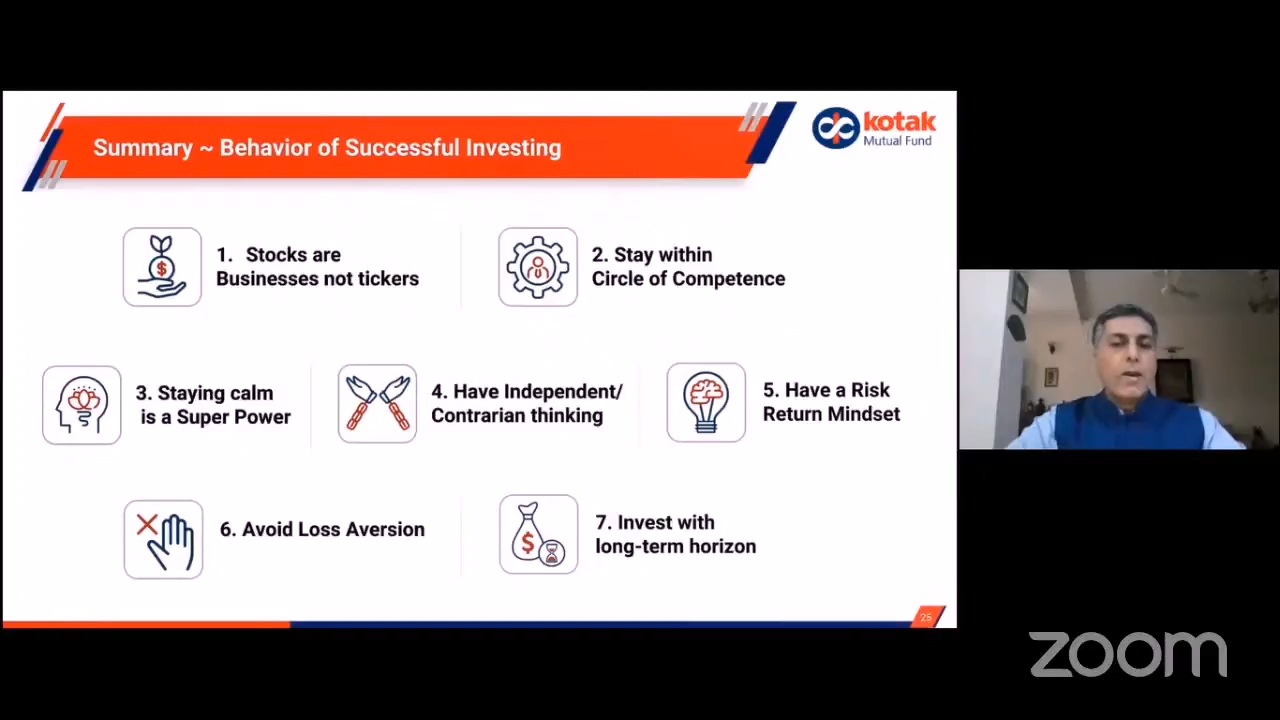 Summary ~ Behavior of Successful Investing
kotak
Mutual Fund
1. Stocks are
Businesses not tickers
2. Stay within
Circle of Competence
3. Staying calm
is a Super Power
4. Have Independent/
Contrarian thinking
5. Have a Risk
Return Mindset
6. Avoid Loss Aversion
7. Invest with
long-term horizon
25
zoom